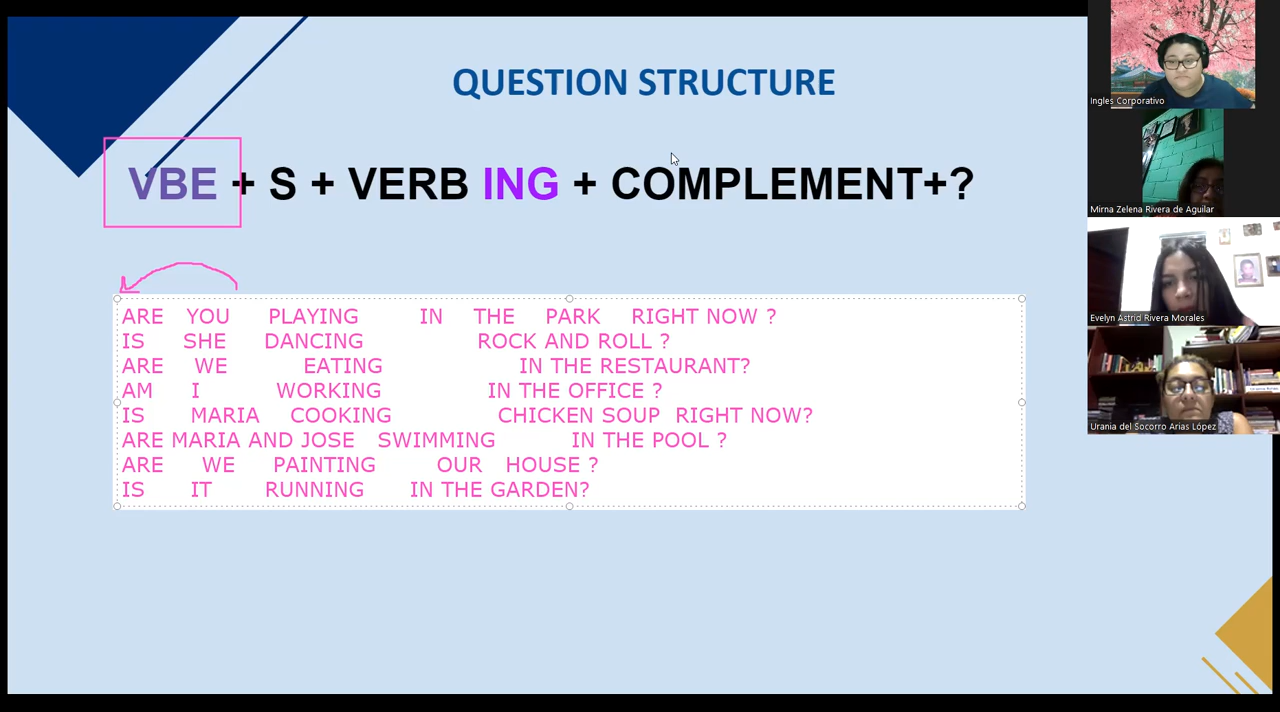 QUESTION STRUCTURE
VBE + S + VERB ING + COMPLEMENT+?
ARE YOU PLAYING IN THE PARK RIGHT NOW ?
IS SHE DANCING ROCK AND ROLL ?
ARE WE EATING IN THE RESTAURANT?
AM I WORKING IN THE OFFICE ?
IS MARIA COOKING CHICKEN SOUP RIGHT NOW?
ARE MARIA AND JOSE SWIMMING IN THE POOL ?
ARE WE PAINTING OUR HOUSE ?
IS IT RUNNING IN THE GARDEN?
Ingles Corporativo
Mirna Zelena Rivera de Aguilar
Evelyn Astrid Rivera Morales
Urania del Socorro Arias López